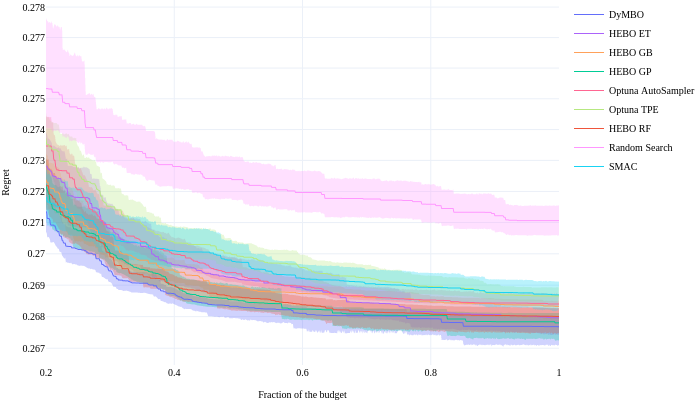 0.278
0.277
0.276
0.275
0.274
0.273
0.272
0.271
0.27
0.269
0.268
0.267
Regret
0.2
0.4
0.6
0.8
1
Fraction of the budget
DyMBO
HEBO ET
HEBO GB
HEBO GP
Optuna AutoSampler
Optuna TPE
HEBO RF
Random Search
SMAC